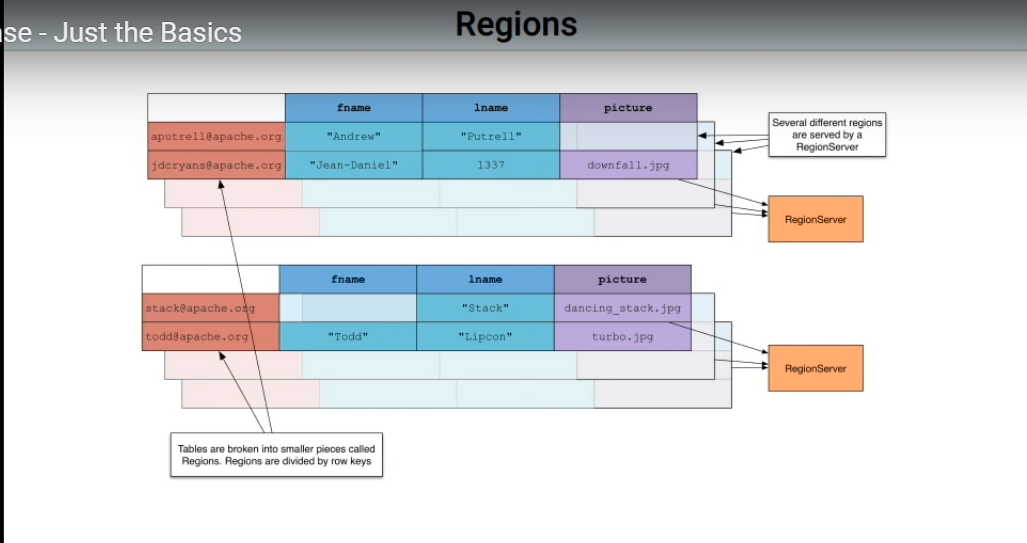 se - Just the Basics
Regions
fname lname picture
aputrell@apache.org "Andrew" "Putrell"
jdcryans@apache.org "Jean-Daniel" 1337 downfall.jpg
Several different regions
are served by a
RegionServer
RegionServer
fname lname picture
stack@apache.org "Stack" dancing_stack.jpg
todd@apache.org "Todd" "Lipcon" turbo.jpg
RegionServer
Tables are broken into smaller pieces called
Regions. Regions are divided by row keys